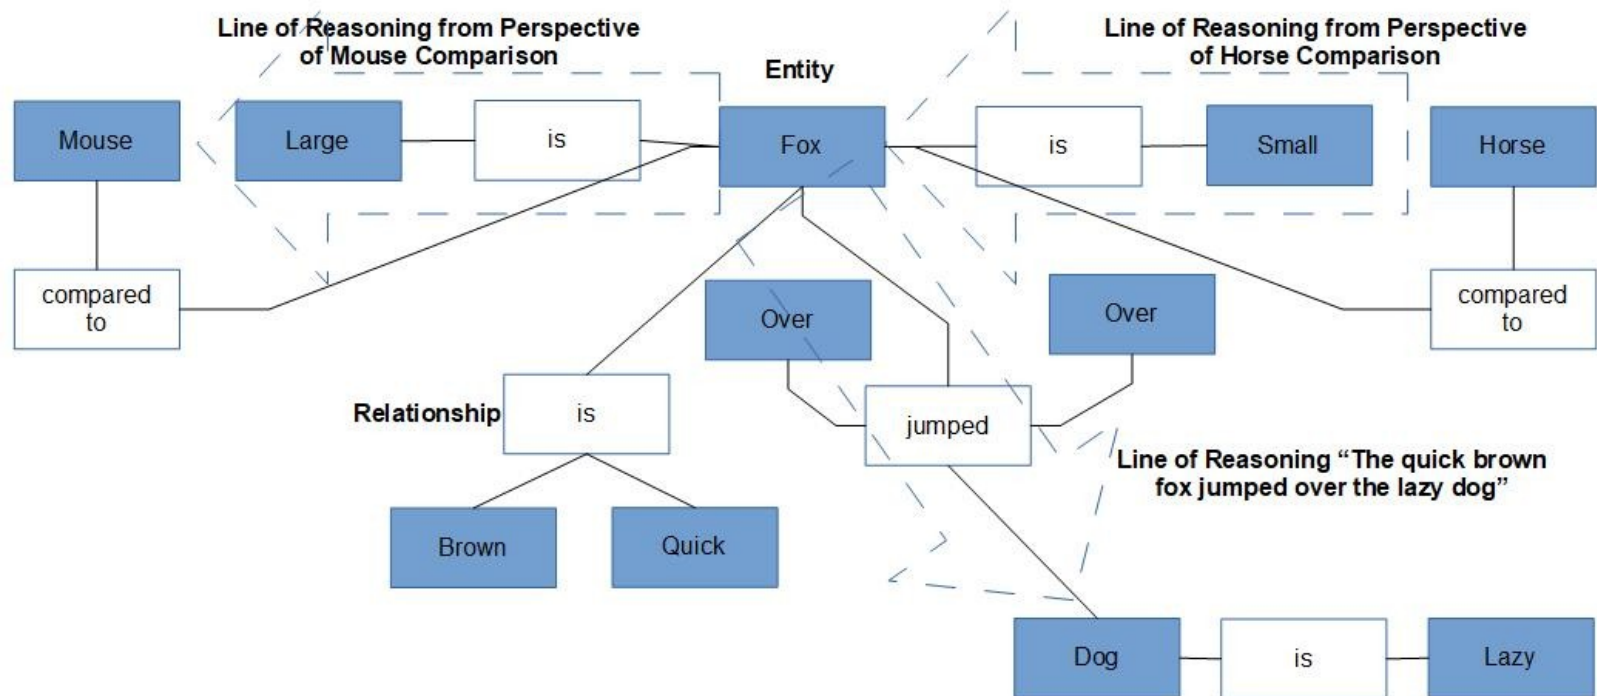 Line of Reasoning from Perspective
of Mouse Comparison
Line of Reasoning from Perspective
of Horse Comparison
Entity
Mouse
Large
is
Fox
is
Small
Horse
compared
to
Over
Over
compared
to
Relationship
is
jumped
Line of Reasoning “The quick brown
fox jumped over the lazy dog”
Brown
Quick
Dog
is
Lazy